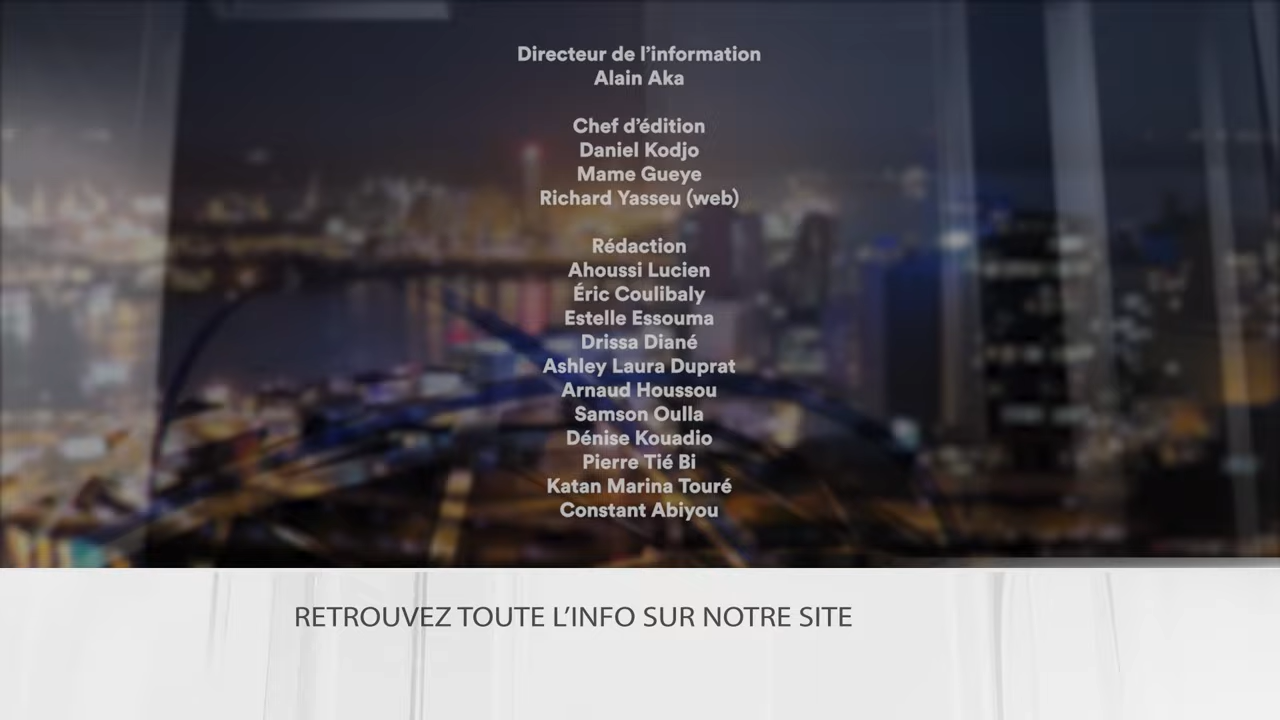 Directeur de l’information
Alain Aka
Chef d’édition
Daniel Kodjo
Mame Gueye
Richard Yasseu (web)
Rédaction
Ahoussi Lucien
Éric Coulibaly
Estelle Essouma
Drissa Diané
Ashley Laura Duprat
Arnaud Houssou
Samson Oulla
Dénise Kouadio
Pierre Tié Bi
Katan Marina Touré
Constant Abiyou
RETROUVEZ TOUTE L’INFO SUR NOTRE SITE